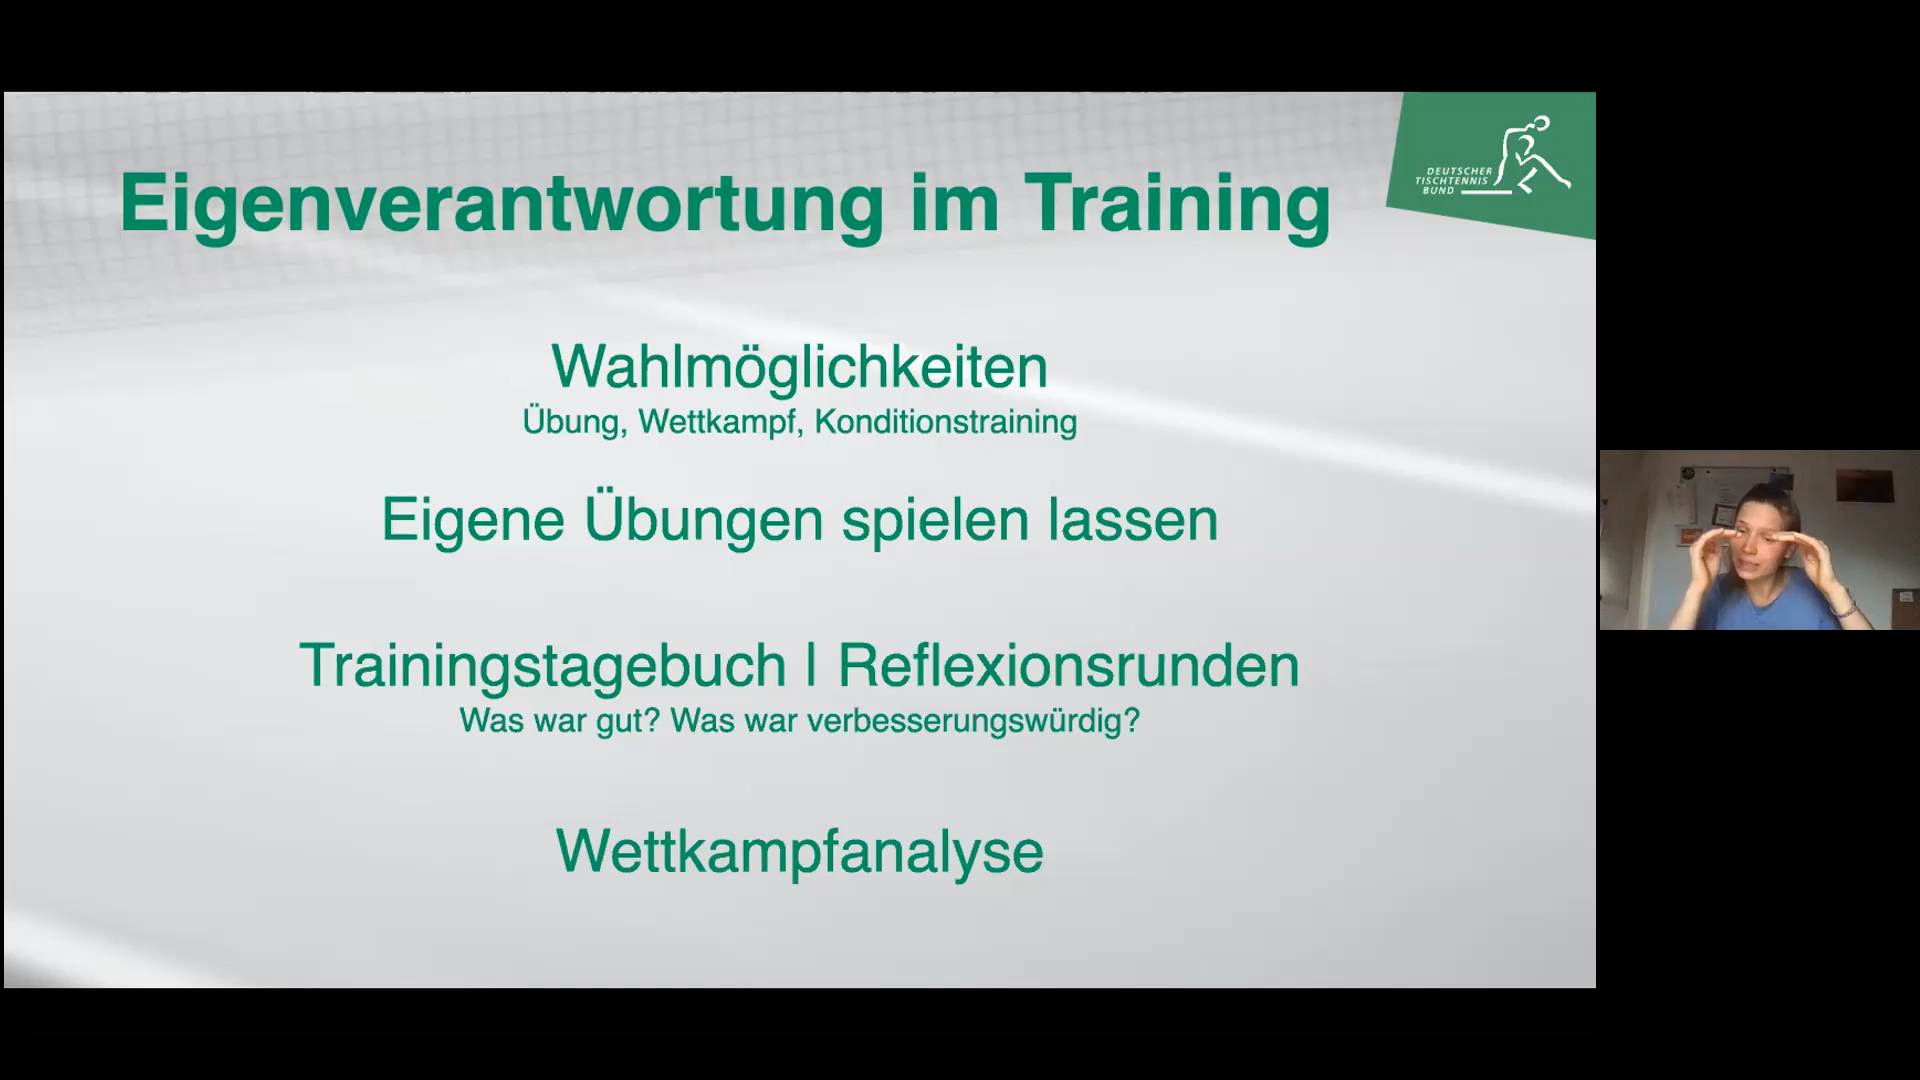 Eigenverantwortung im Training
DEUTSCHER
TISCHTENNIS
BUND
Wahlmöglichkeiten
Übung, Wettkampf, Konditionstraining
Eigene Übungen spielen lassen
Trainingstagebuch | Reflexionsrunden
Was war gut? Was war verbesserungswürdig?
Wettkampfanalyse